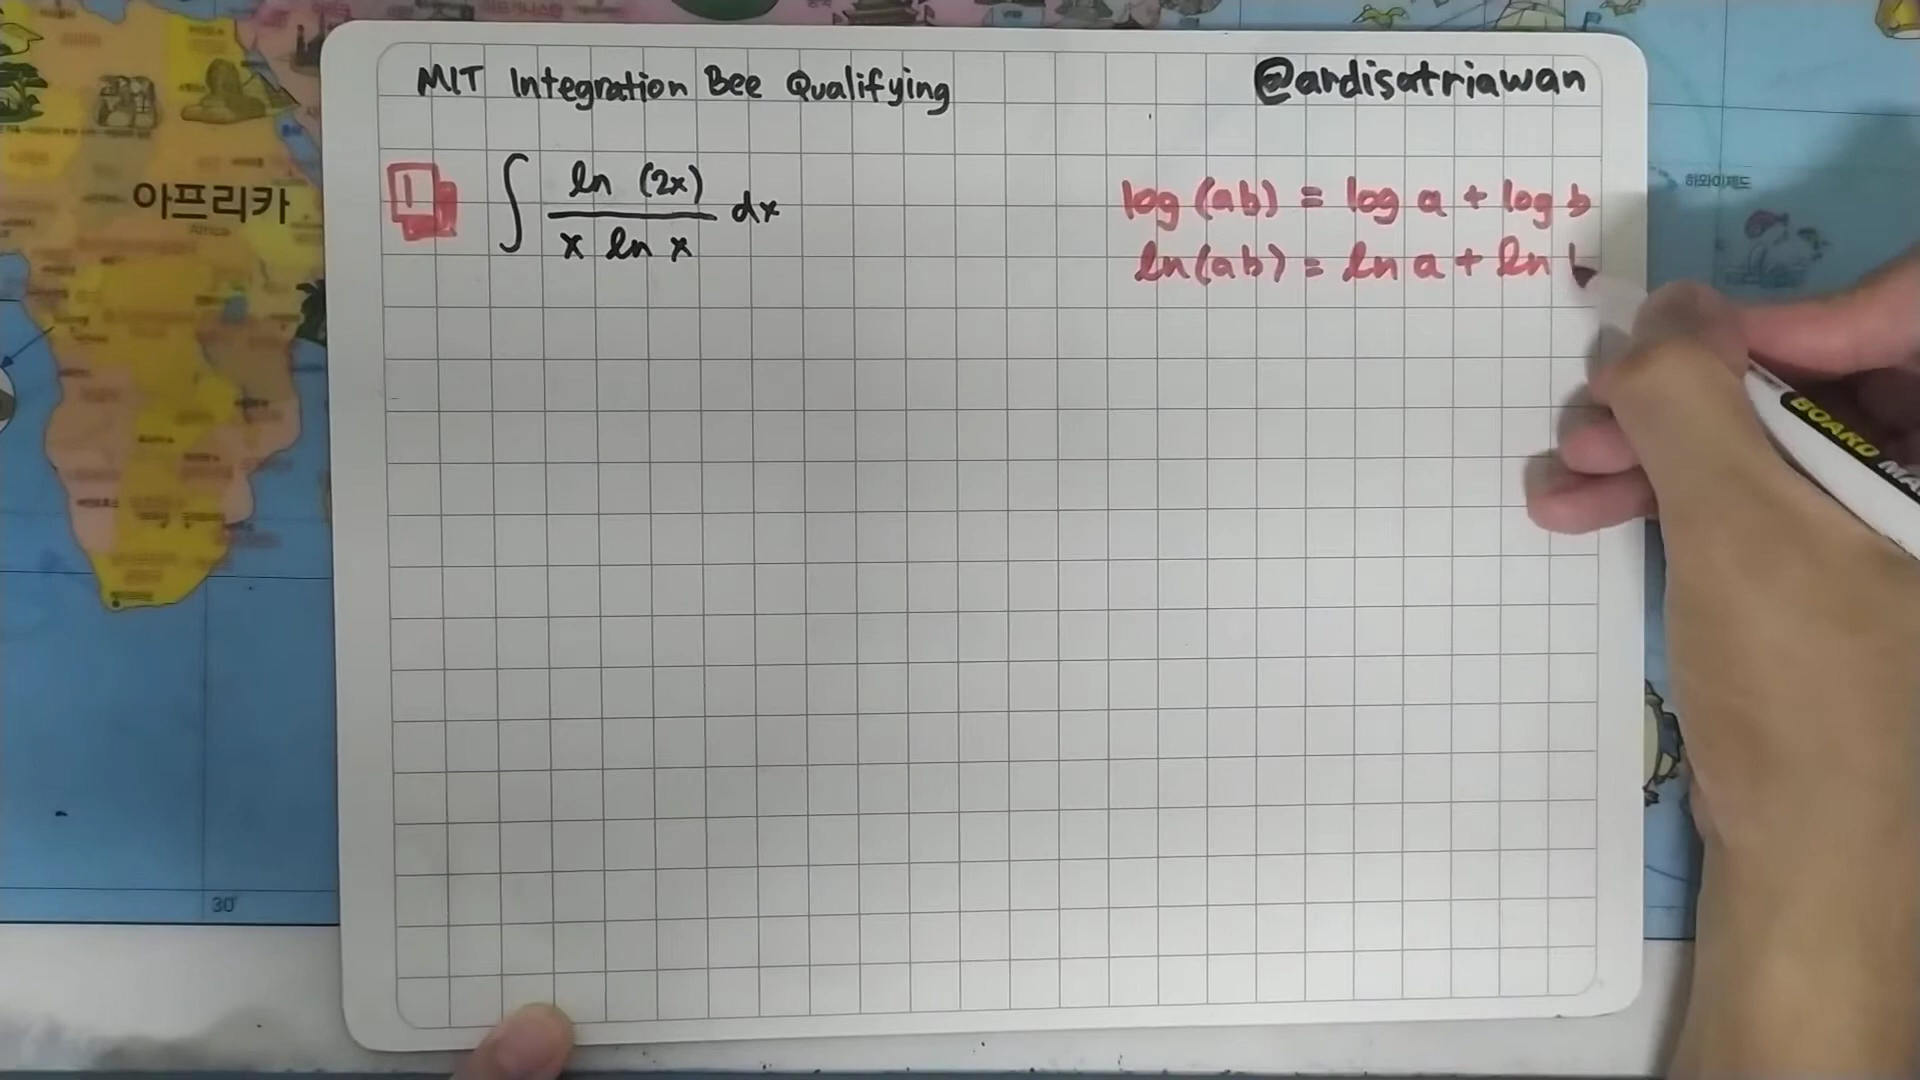 MIT Integration Bee Qualifying
@ardisatriawan
1 ∫ ln (2x) / x ln x dx
log (ab) = log a + log b
ln(ab) = ln a + ln
아프리카
Africa
하와이제도
BOARD
30